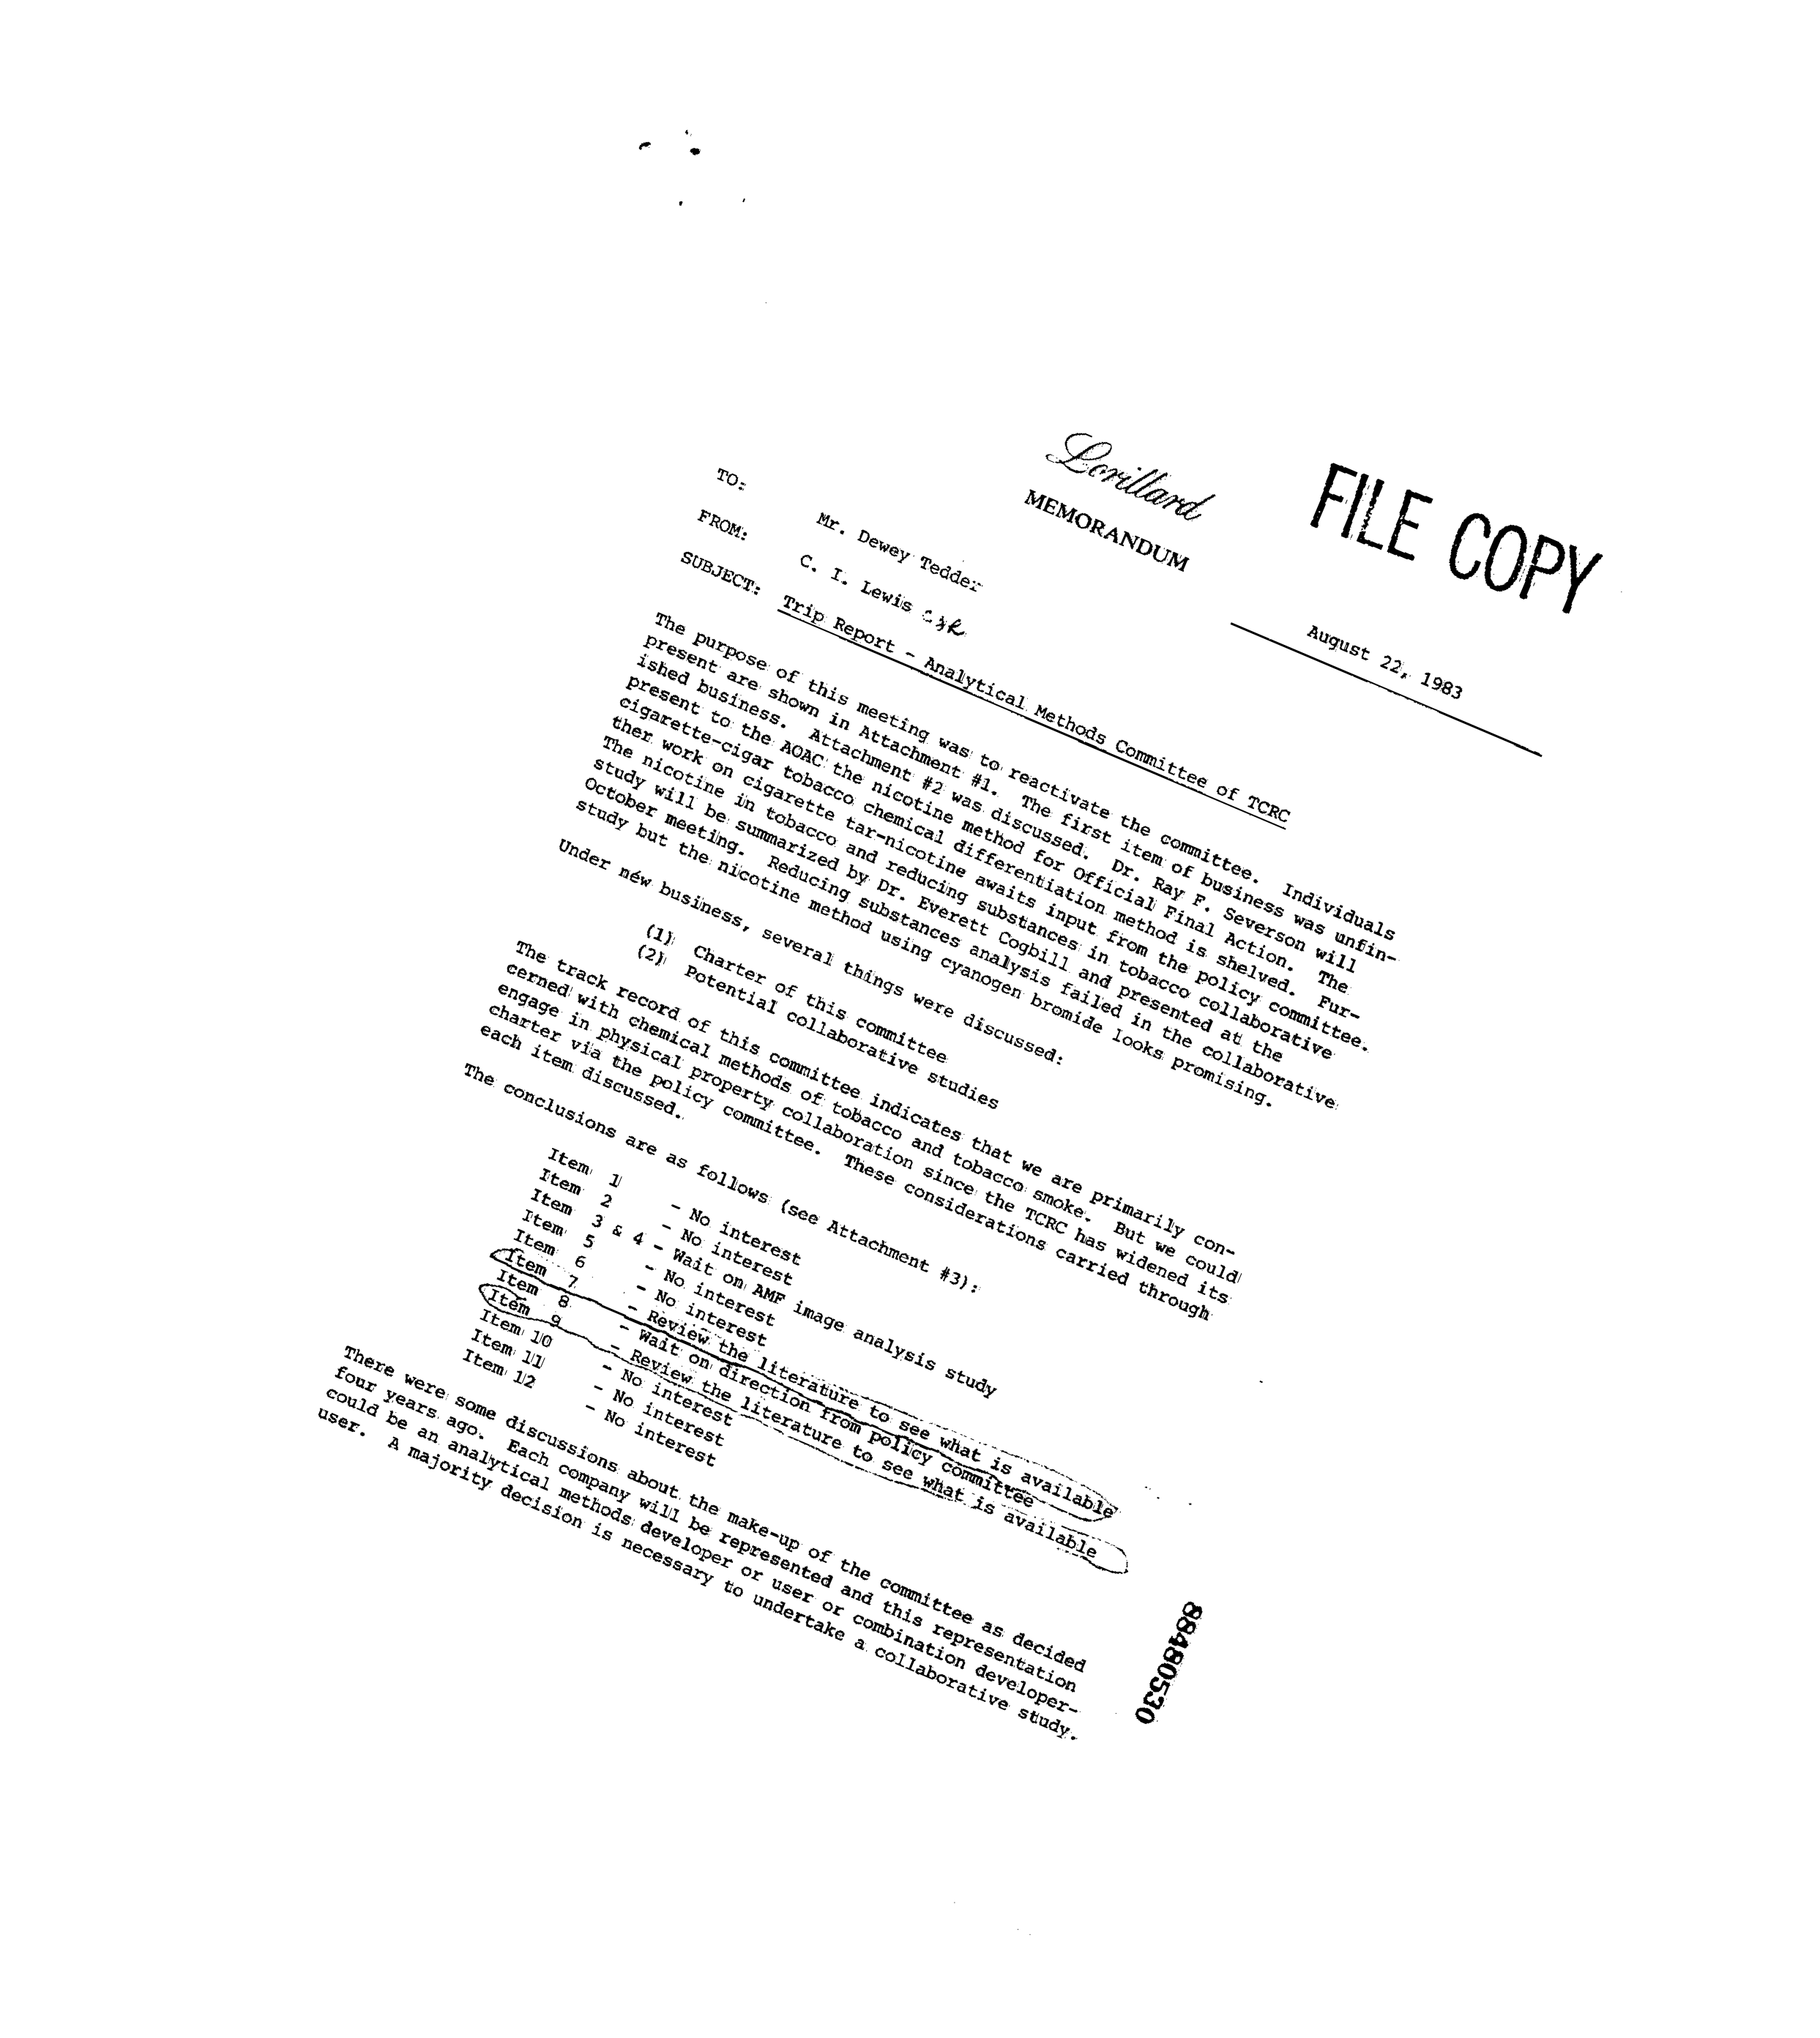 Lorillard
MEMORANDUM
FILE COPY
August 22, 1983
TO: Mr. Dewey Tedder
FROM: C. I. Lewis
SUBJECT: Trip Report - Analytical Methods Committee of TCRC
The purpose of this meeting was to reactivate the committee. Individuals
present are shown in Attachment #1. The first item of business was unfin-
ished business. Attachment #2 was discussed. Dr. Ray F. Severson will
present to the AOAC the nicotine method for Official Final Action. The
cigarette-cigar tobacco chemical differentiation method is shelved. Fur-
ther work on cigarette tar-nicotine awaits input from the policy committee.
The nicotine in tobacco and reducing substances in tobacco collaborative
study will be summarized by Dr. Everett Cogbill and presented at the
October meeting. Reducing substances analysis failed in the collaborative
study but the nicotine method using cyanogen bromide looks promising.
Under new business, several things were discussed:
(1) Charter of this committee
(2) Potential collaborative studies
The track record of this committee indicates that we are primarily con-
cerned with chemical methods of tobacco and tobacco smoke. But we could
engage in physical property collaboration since the TCRC has widened its
charter via the policy committee. These considerations carried through
each item discussed.
The conclusions are as follows (see Attachment #3):
Item 1 - No interest
Item 2 - No interest
Item 3 & 4 - Wait on AMF image analysis study
Item 5 - No interest
Item 6 - No interest
Item 7 - Review the literature to see what is available
Item 8 - Wait on direction from policy committee
Item 9 - Review the literature to see what is available
Item 10 - No interest
Item 11 - No interest
Item 12 - No interest
There were some discussions about the make-up of the committee as decided
four years ago. Each company will be represented and this representation
could be an analytical methods developer or user or combination developer-
user. A majority decision is necessary to undertake a collaborative study.
88480530